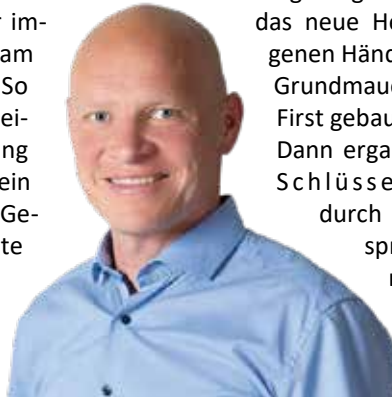 r im-
am
So
ei-
ng
ein
Ge-
te
das neue He
genen Händ
Grundmaue
First gebau
Dann erga
Schlüsse
durch
spr